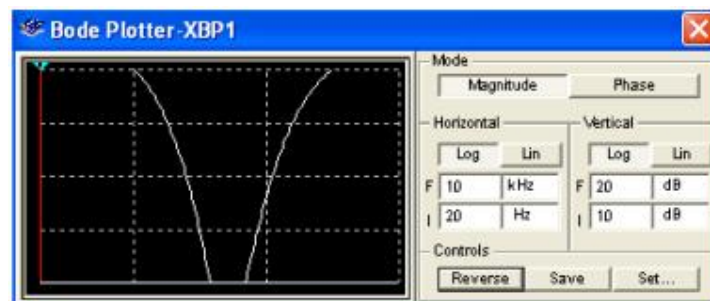 Bode Plotter-XBP1
Mode
Magnitude Phase
Horizontal Vertical
Log Lin Log Lin
F 10 kHz F 20 dB
I 20 Hz I 10 dB
Controls
Reverse Save Set...